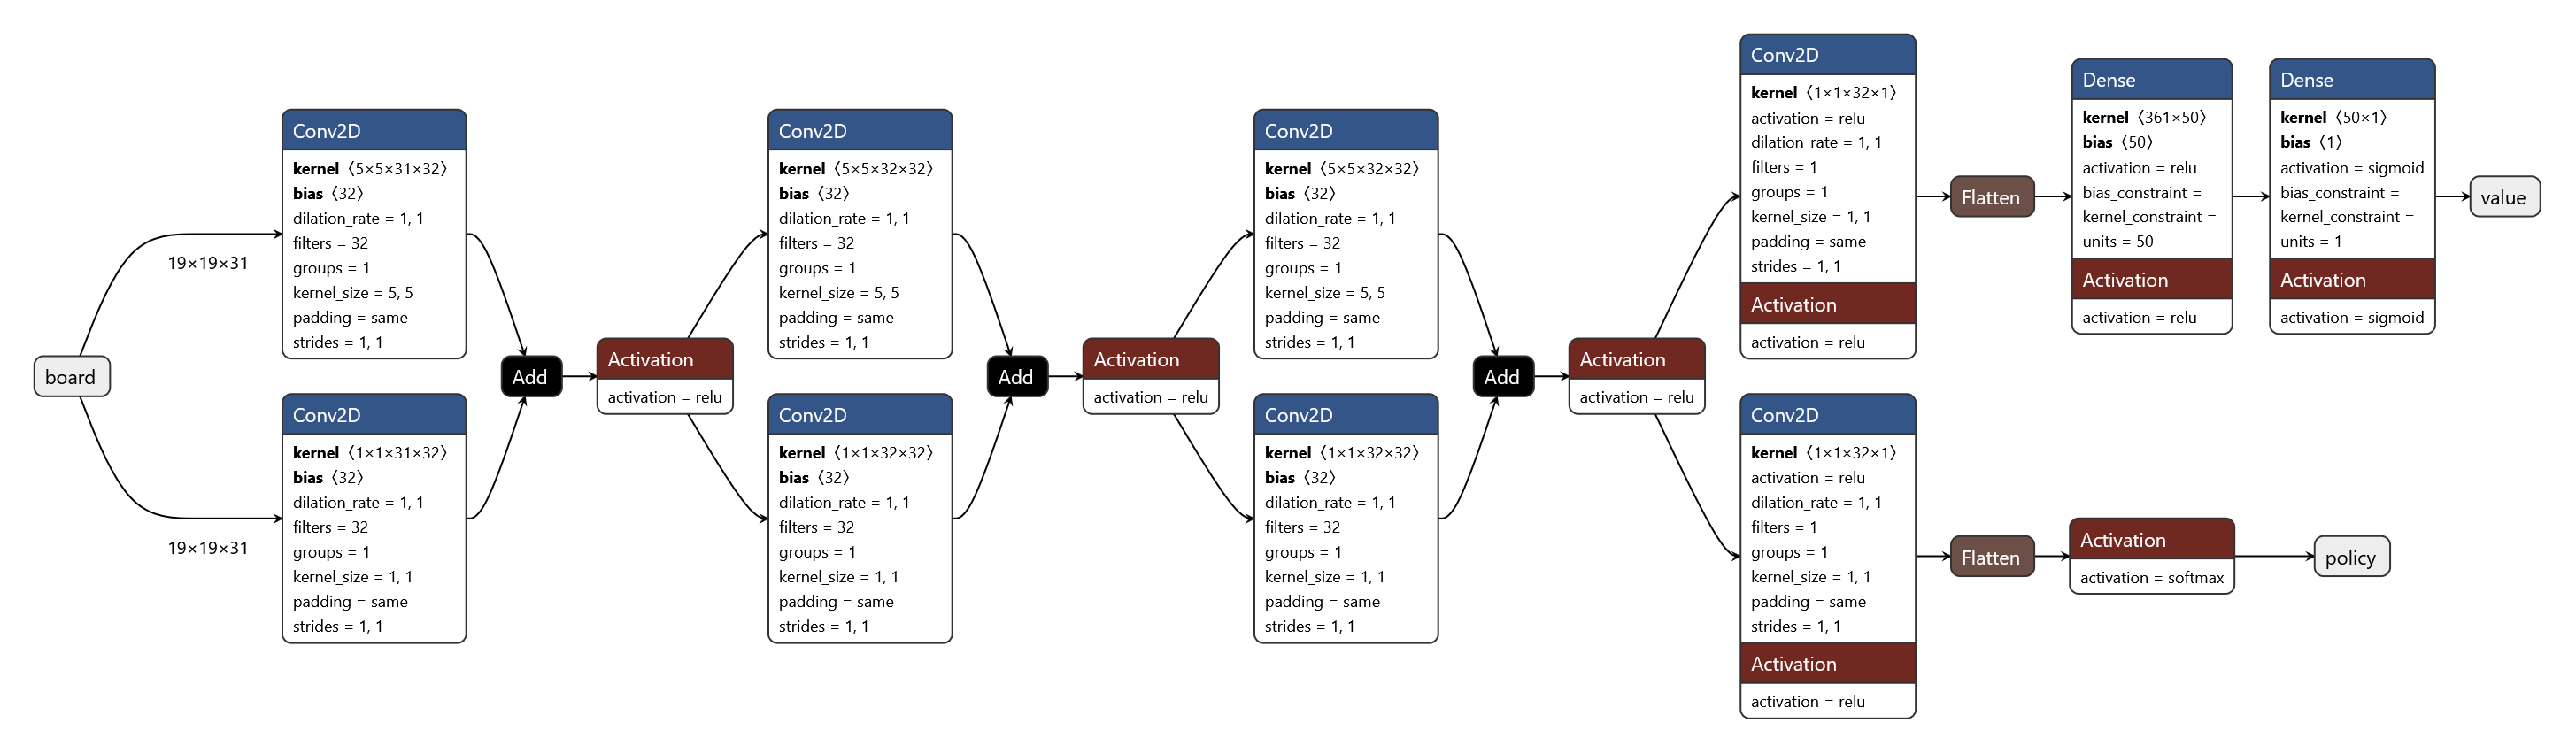 board
19×19×31
19×19×31
Conv2D
kernel 〈5×5×31×32〉
bias 〈32〉
dilation_rate = 1, 1
filters = 32
groups = 1
kernel_size = 5, 5
padding = same
strides = 1, 1
Conv2D
kernel 〈1×1×31×32〉
bias 〈32〉
dilation_rate = 1, 1
filters = 32
groups = 1
kernel_size = 1, 1
padding = same
strides = 1, 1
Add
Activation
activation = relu
Conv2D
kernel 〈5×5×32×32〉
bias 〈32〉
dilation_rate = 1, 1
filters = 32
groups = 1
kernel_size = 5, 5
padding = same
strides = 1, 1
Conv2D
kernel 〈1×1×32×32〉
bias 〈32〉
dilation_rate = 1, 1
filters = 32
groups = 1
kernel_size = 1, 1
padding = same
strides = 1, 1
Add
Activation
activation = relu
Conv2D
kernel 〈5×5×32×32〉
bias 〈32〉
dilation_rate = 1, 1
filters = 32
groups = 1
kernel_size = 5, 5
padding = same
strides = 1, 1
Conv2D
kernel 〈1×1×32×32〉
bias 〈32〉
dilation_rate = 1, 1
filters = 32
groups = 1
kernel_size = 1, 1
padding = same
strides = 1, 1
Add
Activation
activation = relu
Conv2D
kernel 〈1×1×32×1〉
activation = relu
dilation_rate = 1, 1
filters = 1
groups = 1
kernel_size = 1, 1
padding = same
strides = 1, 1
Activation
activation = relu
Flatten
Dense
kernel 〈361×50〉
bias 〈50〉
activation = relu
bias_constraint =
kernel_constraint =
units = 50
Activation
activation = relu
Dense
kernel 〈50×1〉
bias 〈1〉
activation = sigmoid
bias_constraint =
kernel_constraint =
units = 1
Activation
activation = sigmoid
value
Conv2D
kernel 〈1×1×32×1〉
activation = relu
dilation_rate = 1, 1
filters = 1
groups = 1
kernel_size = 1, 1
padding = same
strides = 1, 1
Activation
activation = relu
Flatten
Activation
activation = softmax
policy